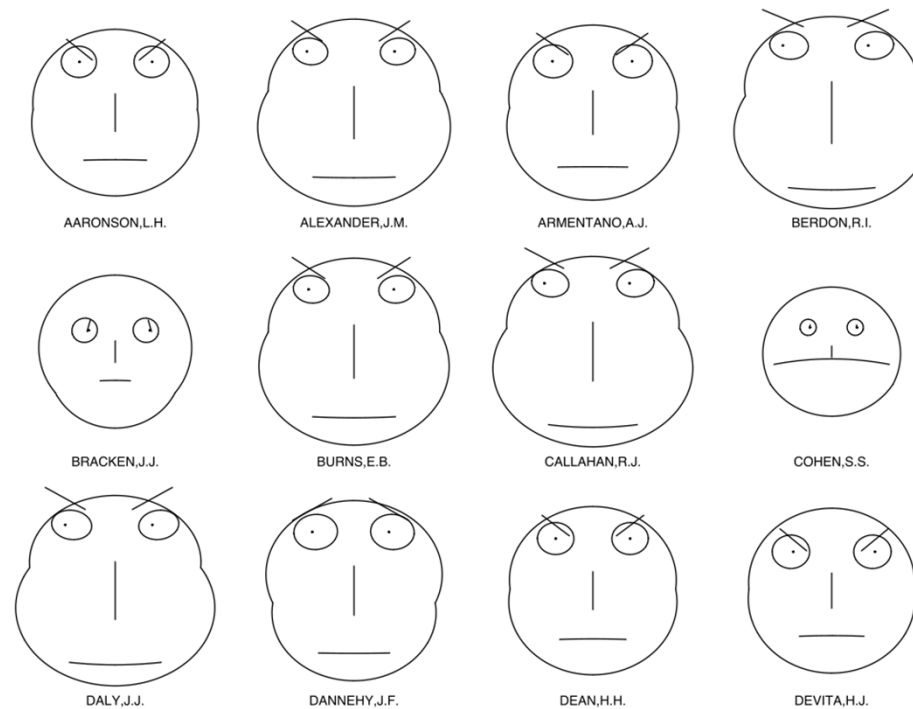 AARONSON,L.H.
ALEXANDER,J.M.
ARMENTANO,A.J.
BERDON,R.I.
BRACKEN,J.J.
BURNS,E.B.
CALLAHAN,R.J.
COHEN,S.S.
DALY,J.J.
DANNEHY,J.F.
DEAN,H.H.
DEVITA,H.J.